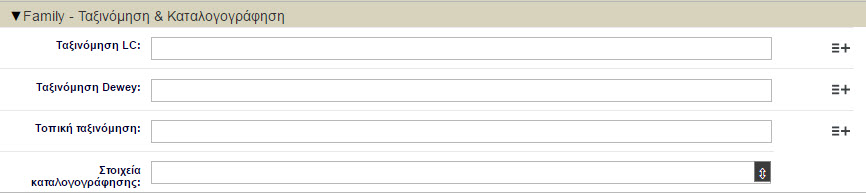 ▼Family - Ταξινόμηση & Καταλογογράφηση
Ταξινόμηση LC:
Ταξινόμηση Dewey:
Τοπική ταξινόμηση:
Στοιχεία
καταλογογράφησης: